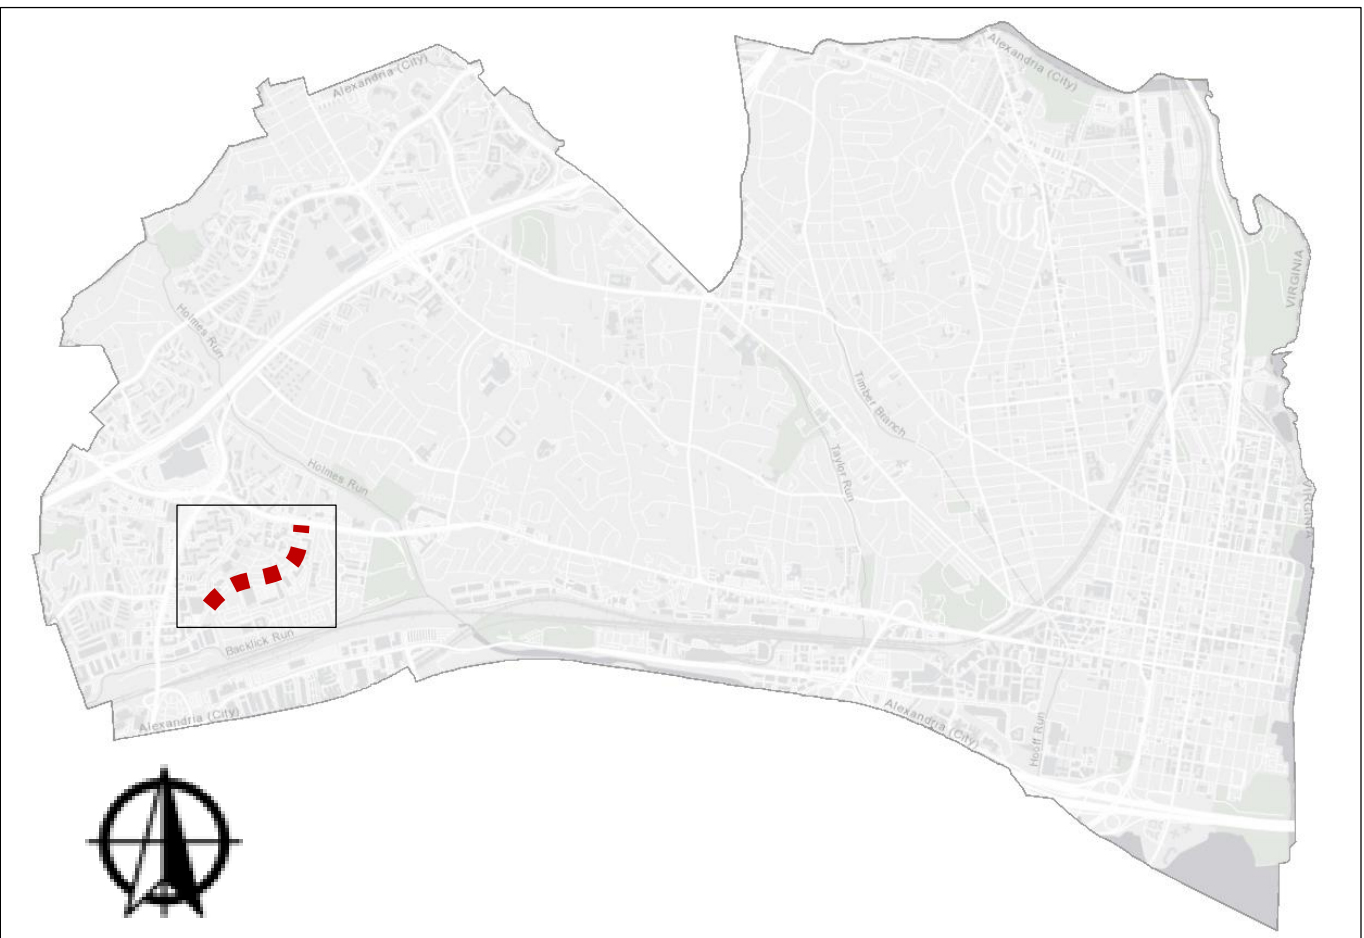 Alexandria (City)
Alexandria (City)
VIRGINIA
Holmes Run
Timber Branch
Taylor Run
Holmes Run
VIRGINIA
Backlick Run
Alexandria (City)
Alexandria (City)
Hooff Run